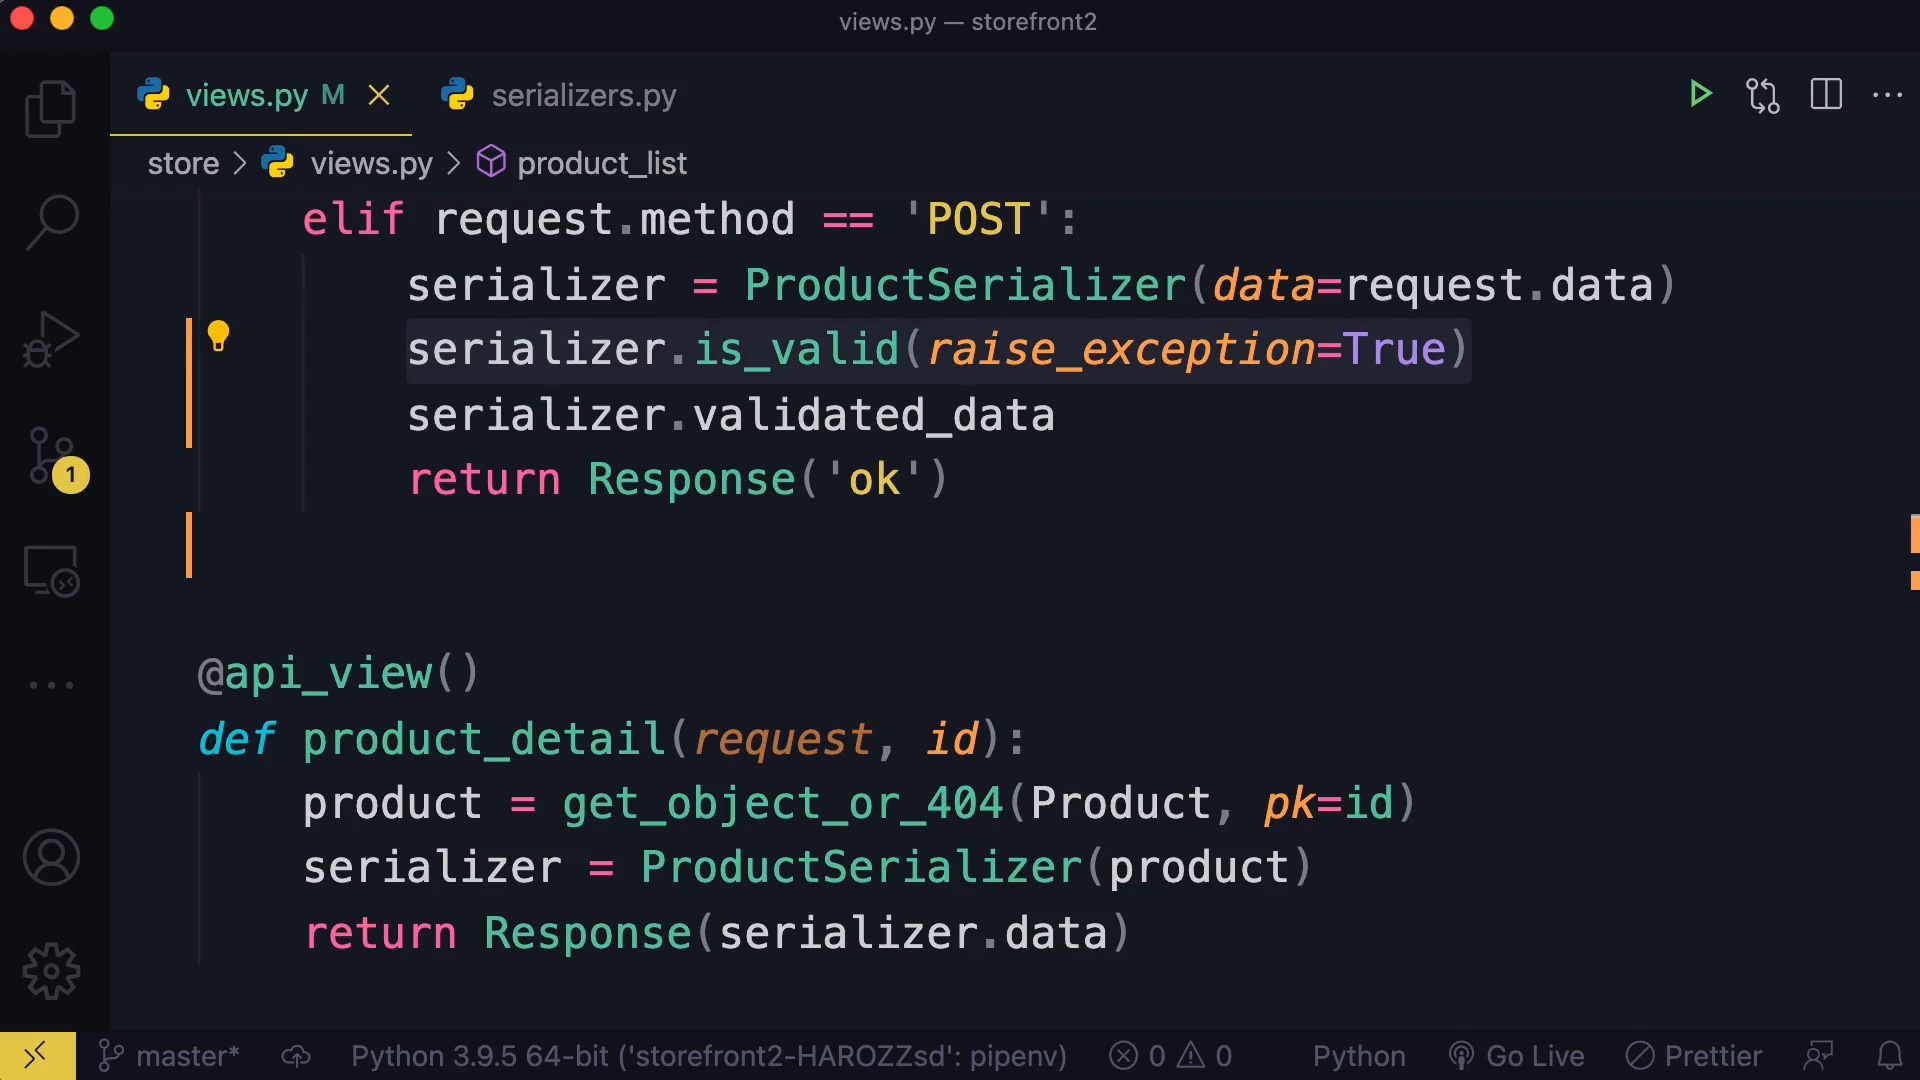 views.py — storefront2
views.py M serializers.py
store > views.py > product_list
elif request.method == 'POST':
serializer = ProductSerializer(data=request.data)
serializer.is_valid(raise_exception=True)
serializer.validated_data
return Response('ok')
1
@api_view()
def product_detail(request, id):
product = get_object_or_404(Product, pk=id)
serializer = ProductSerializer(product)
return Response(serializer.data)
master* Python 3.9.5 64-bit ('storefront2-HAROZZsd': pipenv) 0 0 Python Go Live Prettier